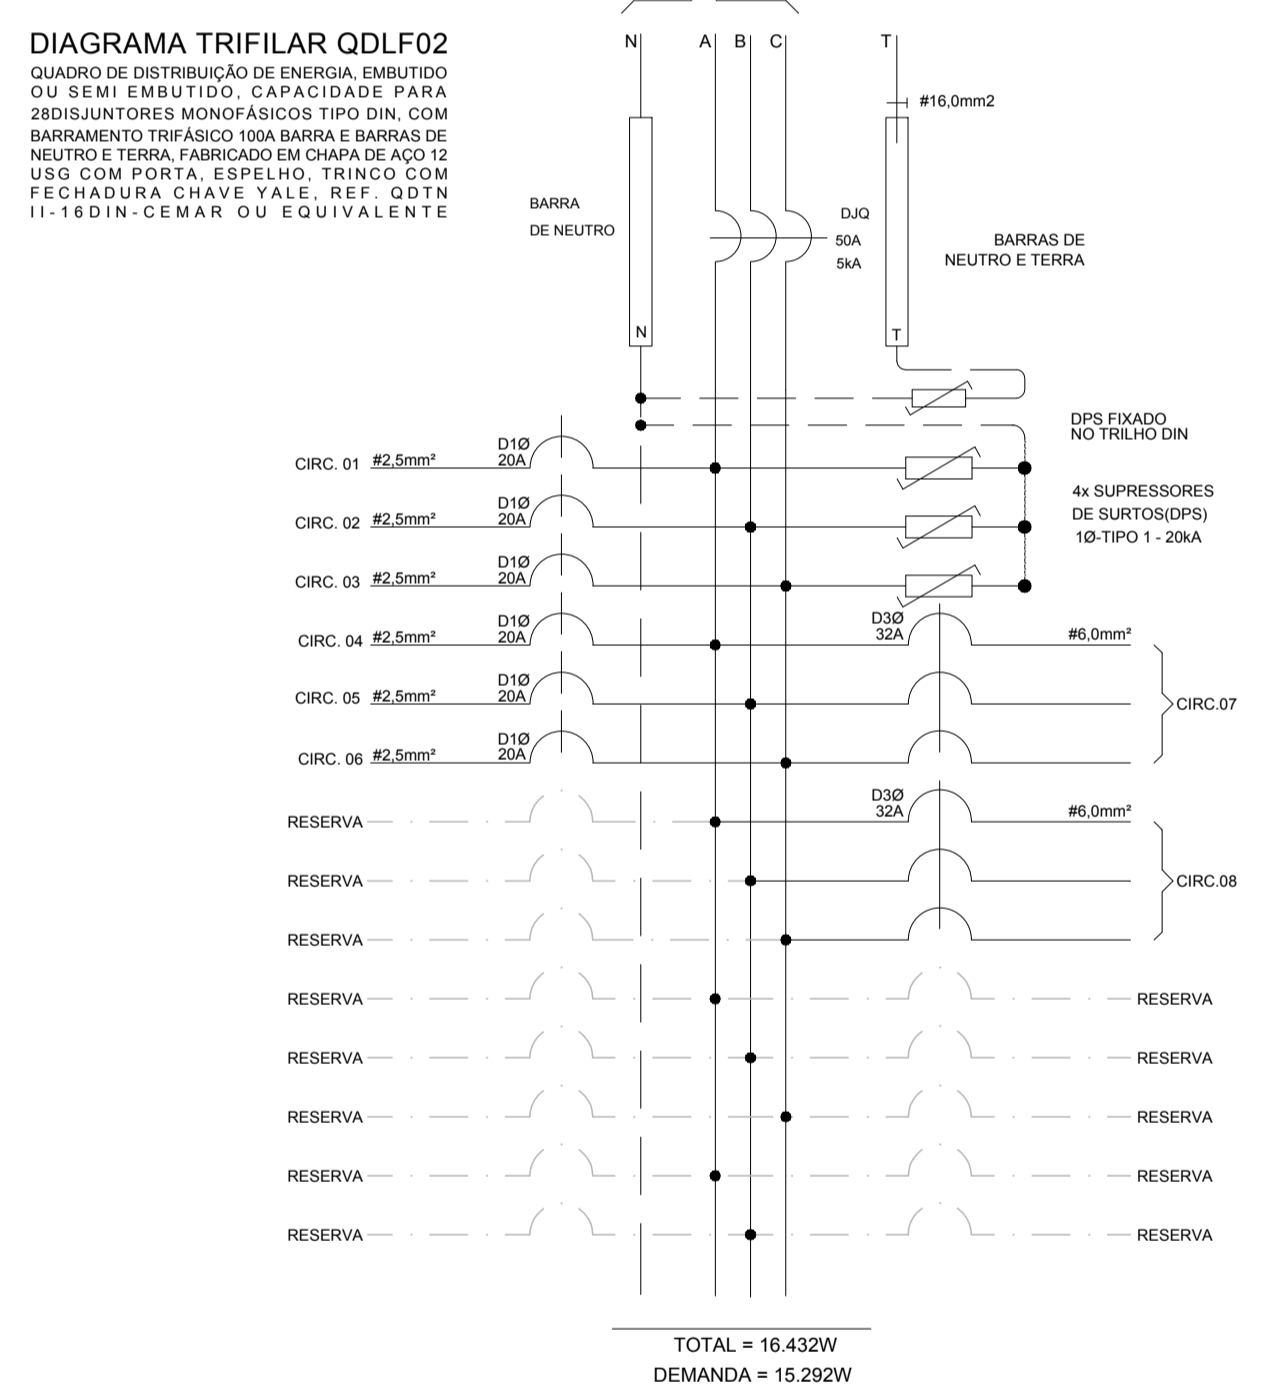 DIAGRAMA TRIFILAR QDLF02
QUADRO DE DISTRIBUIÇÃO DE ENERGIA, EMBUTIDO
OU SEMI EMBUTIDO, CAPACIDADE PARA
28DISJUNTORES MONOFÁSICOS TIPO DIN, COM
BARRAMENTO TRIFÁSICO 100A BARRA E BARRAS DE
NEUTRO E TERRA, FABRICADO EM CHAPA DE AÇO 12
USG COM PORTA, ESPELHO, TRINCO COM
FECHADURA CHAVE YALE, REF. QDTN
II-16DIN-CEMAR OU EQUIVALENTE
N A B C T
#16,0mm2
BARRA
DE NEUTRO
DJQ
50A
5kA
BARRAS DE
NEUTRO E TERRA
N
T
DPS FIXADO
NO TRILHO DIN
4x SUPRESSORES
DE SURTOS(DPS)
1Ø-TIPO 1 - 20kA
CIRC. 01 #2,5mm² D1Ø
20A
CIRC. 02 #2,5mm² D1Ø
20A
CIRC. 03 #2,5mm² D1Ø
20A
CIRC. 04 #2,5mm² D1Ø
20A
D3Ø
32A
#6,0mm²
CIRC. 05 #2,5mm² D1Ø
20A
CIRC.07
CIRC. 06 #2,5mm² D1Ø
20A
RESERVA
D3Ø
32A
#6,0mm²
RESERVA
CIRC.08
RESERVA
RESERVA RESERVA
RESERVA RESERVA
RESERVA RESERVA
RESERVA RESERVA
RESERVA RESERVA
TOTAL = 16.432W
DEMANDA = 15.292W